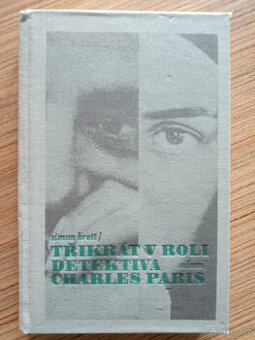 simon brett /
TŘIKRÁT V ROLI
odeon
DETEKTIVA
CHARLES PARIS